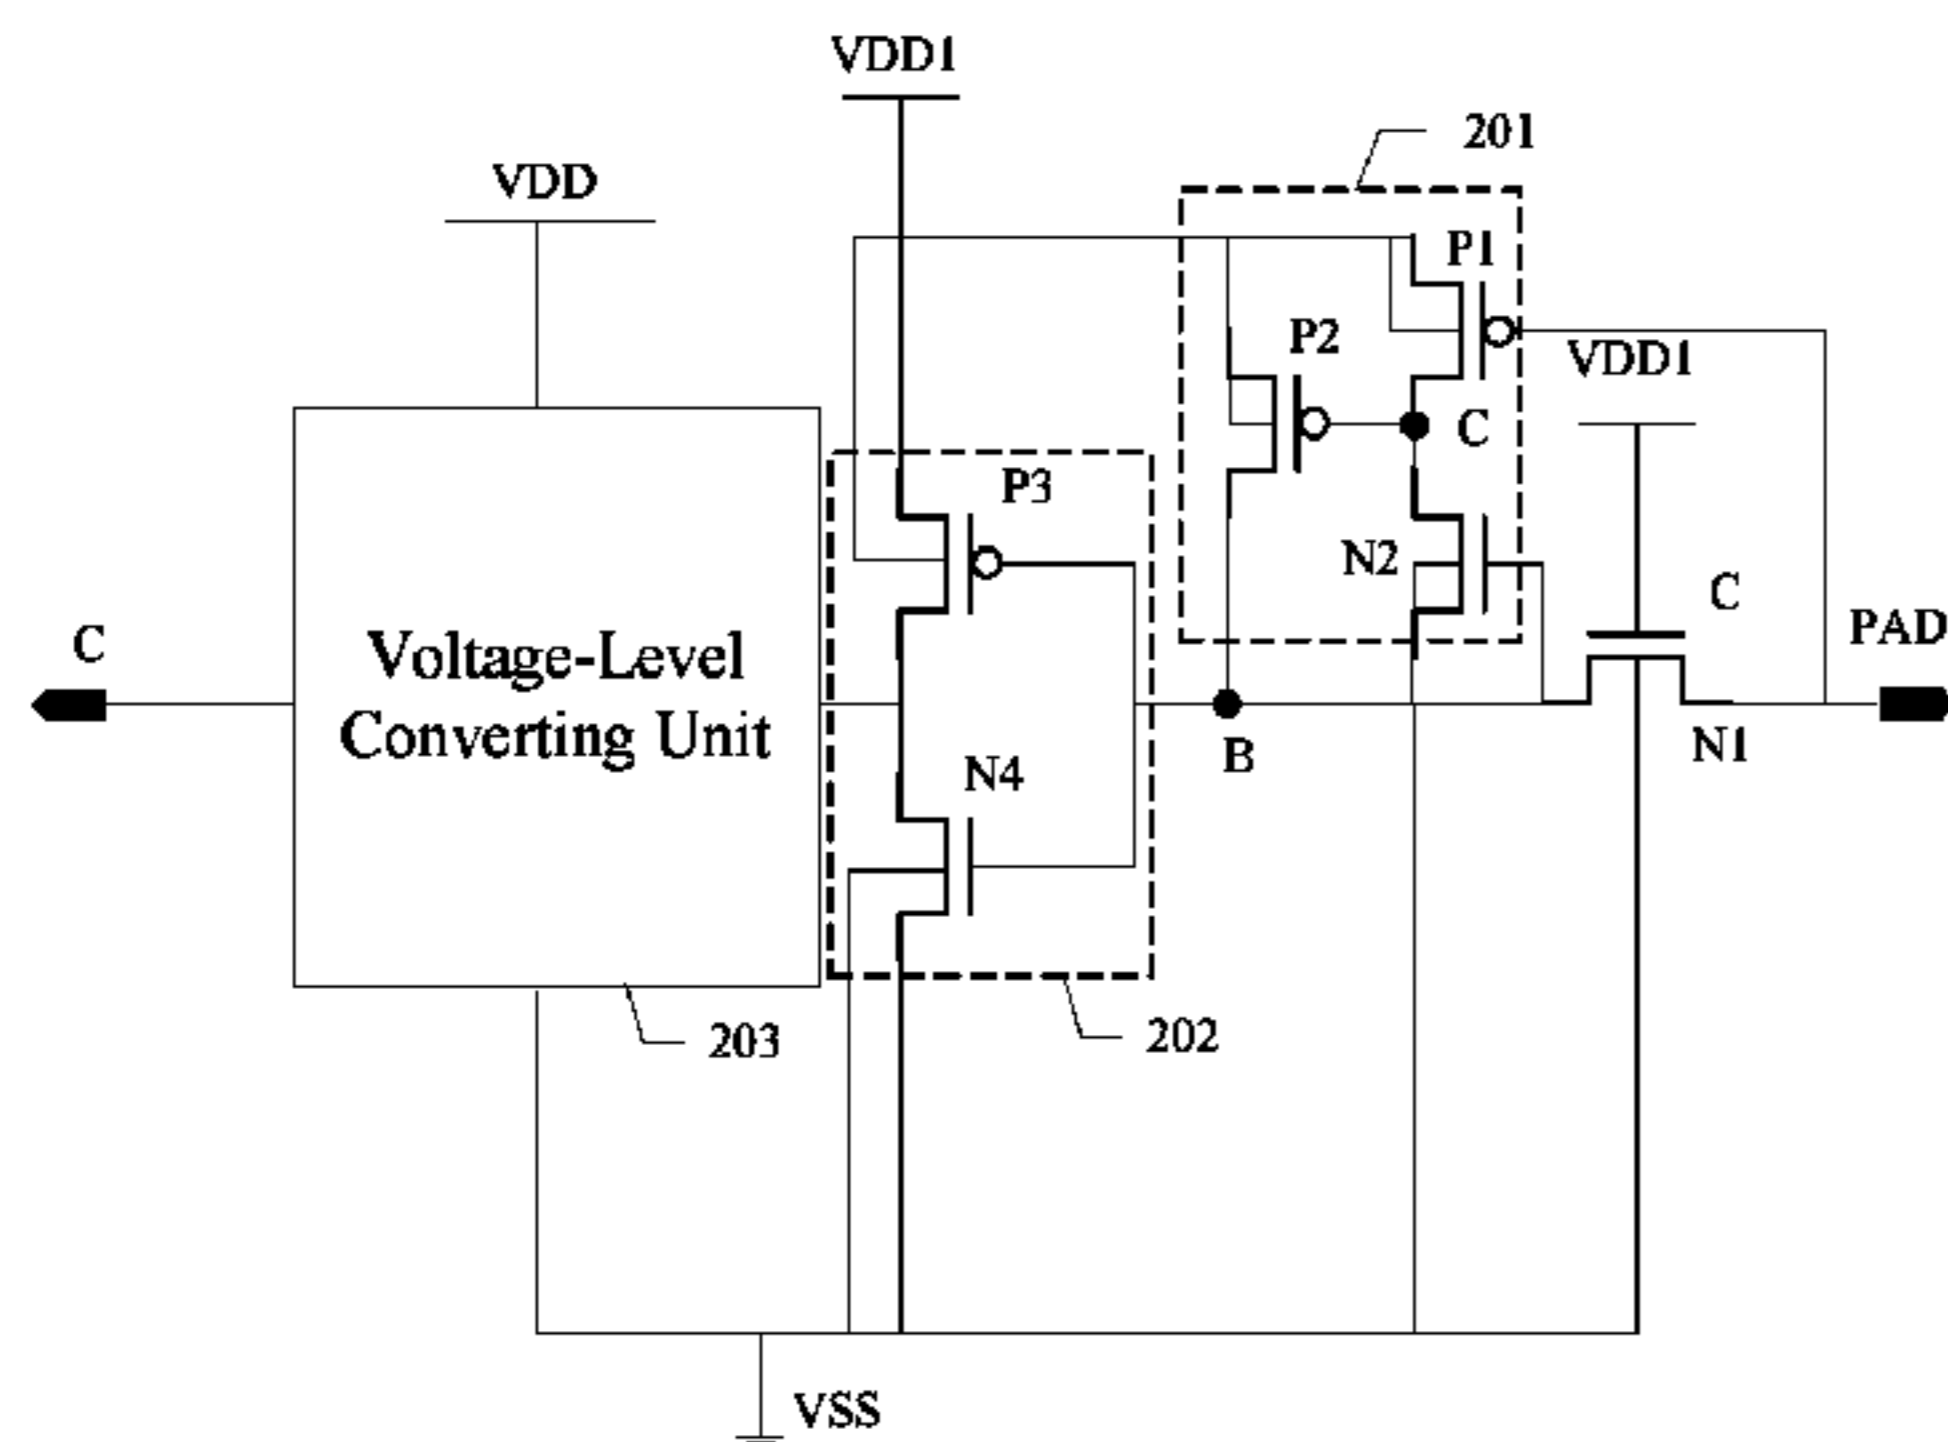 VDD1
201
VDD
P1
P2
VDD1
C
P3
N2
C
PAD
C
Voltage-Level
Converting Unit
N1
B
N4
203
202
VSS